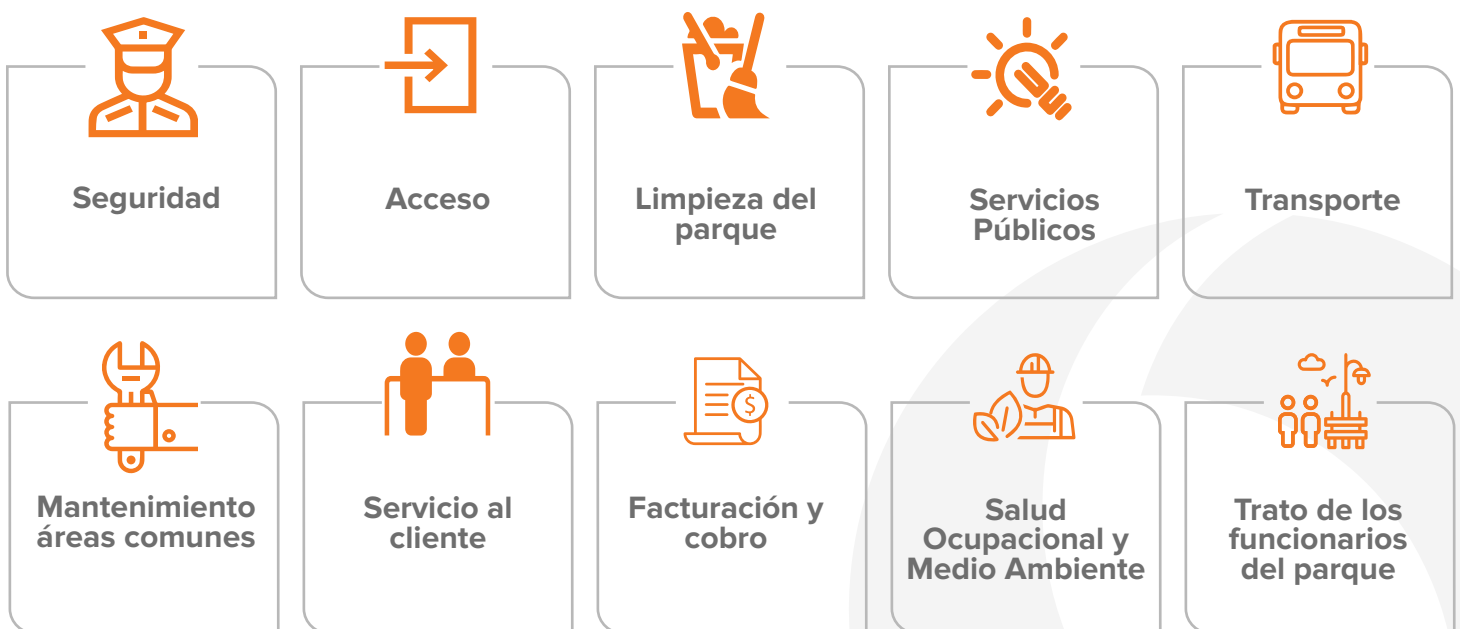 Seguridad
Acceso
Limpieza del
parque
Servicios
Públicos
Transporte
Mantenimiento
áreas comunes
Servicio al
cliente
Facturación y
cobro
$
Salud
Ocupacional y
Medio Ambiente
Trato de los
funcionarios
del parque